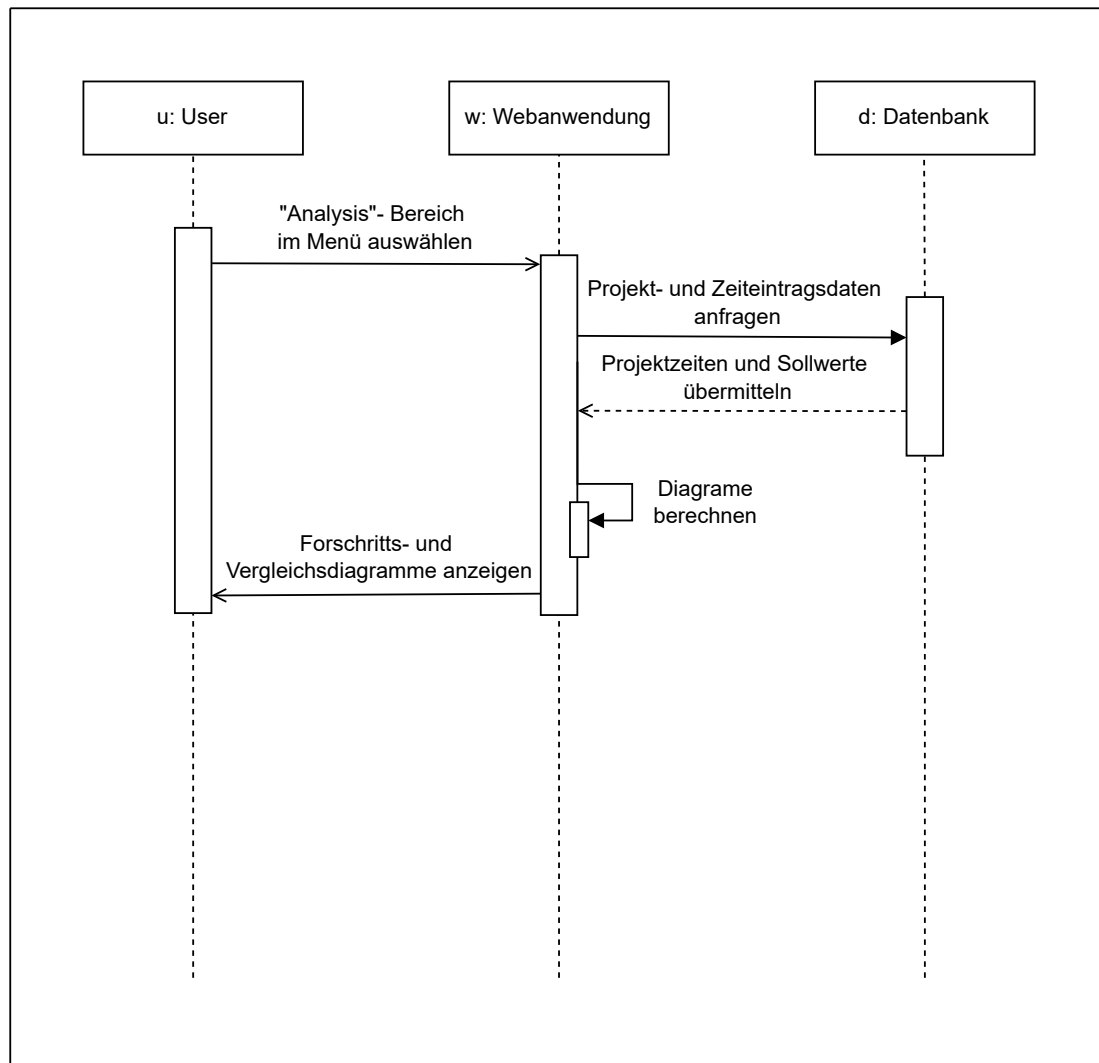 u: User
w: Webanwendung
d: Datenbank
"Analysis"- Bereich
im Menü auswählen
Projekt- und Zeiteintragsdaten
anfragen
Projektzeiten und Sollwerte
übermitteln
Diagrame
berechnen
Forschritts- und
Vergleichsdiagramme anzeigen